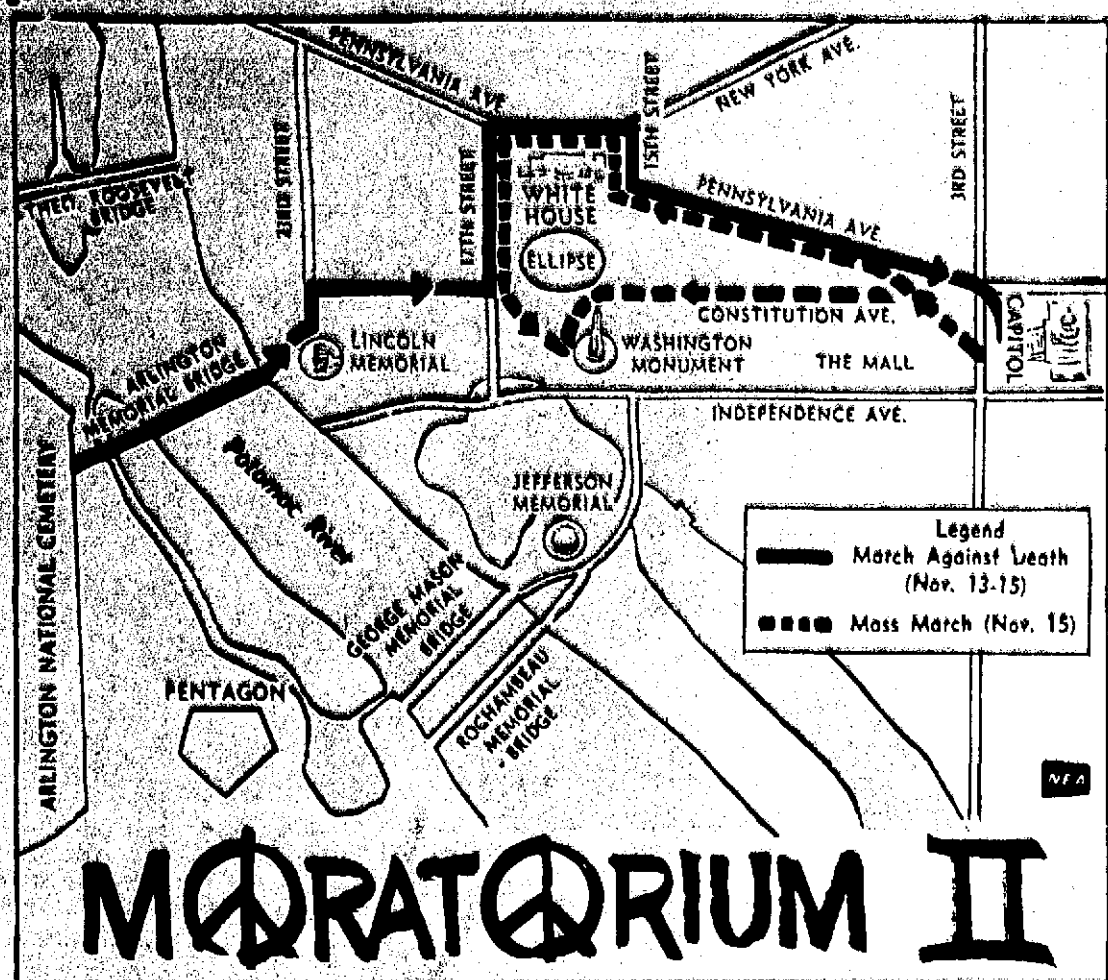 PENNSYLVANIA AVE
NEW YORK AVE.
15TH STREET
3RD STREET
23RD STREET
17TH STREET
THEO. ROOSEVELT
BRIDGE
WHITE
HOUSE
ELLIPSE
PENNSYLVANIA AVE
CONSTITUTION AVE.
CAPITOL
LINCOLN
MEMORIAL
WASHINGTON
MONUMENT
THE MALL
ARLINGTON
MEMORIAL BRIDGE
INDEPENDENCE AVE.
ARLINGTON NATIONAL CEMETERY
Potomac River
JEFFERSON
MEMORIAL
GEORGE MASON
MEMORIAL
BRIDGE
ROCHAMBEAU
MEMORIAL
BRIDGE
PENTAGON
Legend
March Against Death
(Nov. 13-15)
Mass March (Nov. 15)
NEA
MORATORIUM II